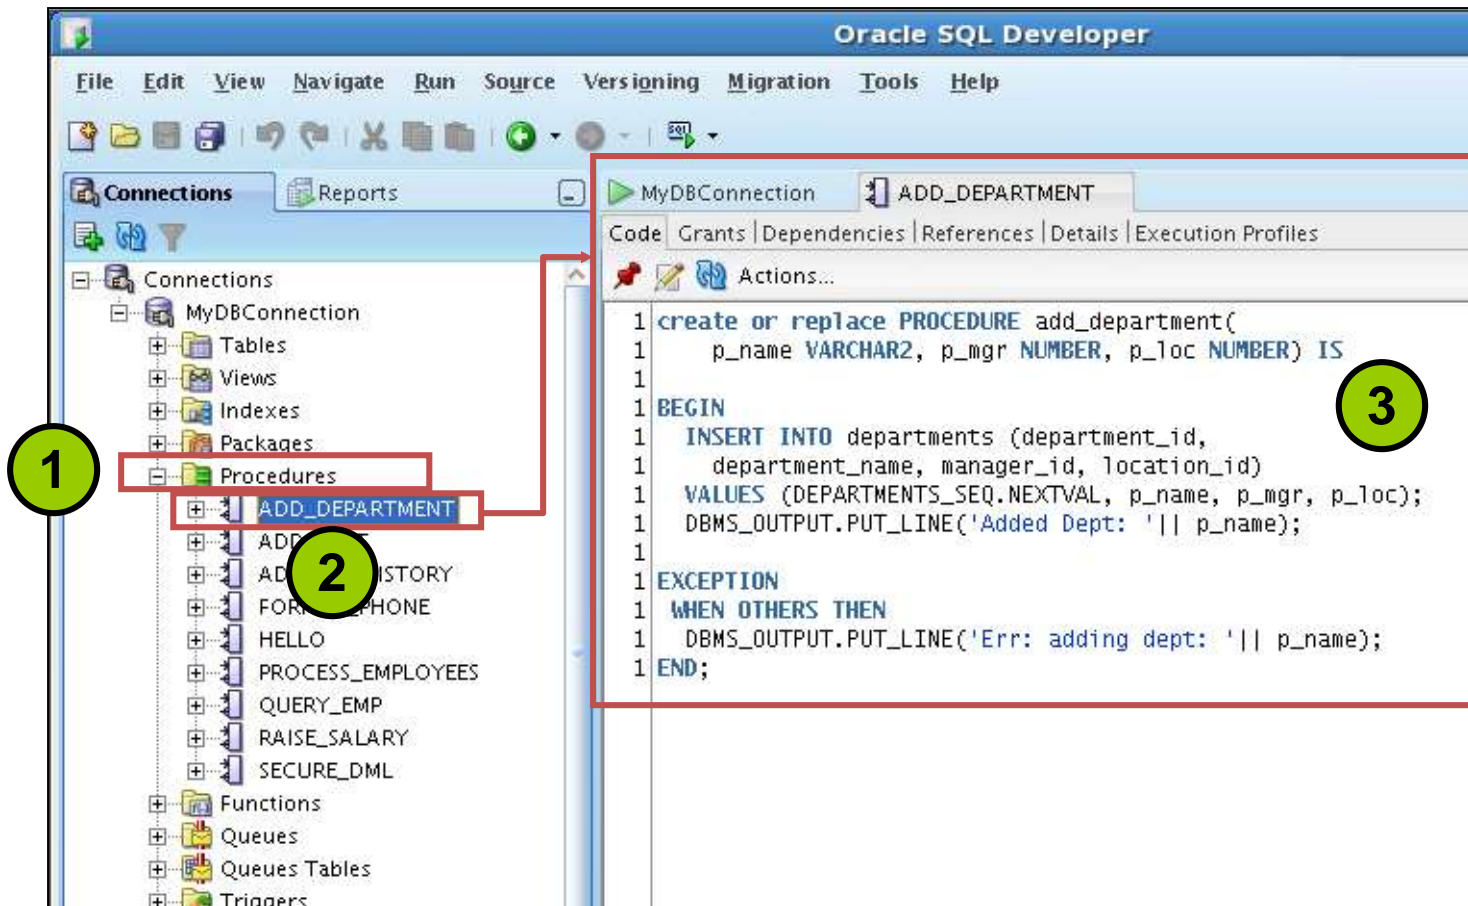 Oracle SQL Developer
File Edit View Navigate Run Source Versioning Migration Tools Help
Connections Reports
Connections
MyDBConnection
Tables
Views
Indexes
Packages
1
Procedures
ADD_DEPARTMENT
2
HELLO
PROCESS_EMPLOYEES
QUERY_EMP
RAISE_SALARY
SECURE_DML
Functions
Queues
Queues Tables
Triggers
MyDBConnection ADD_DEPARTMENT
Code Grants Dependencies References Details Execution Profiles
SQL
Actions...
1 create or replace PROCEDURE add_department(
1 p_name VARCHAR2, p_mgr NUMBER, p_loc NUMBER) IS
1
1 BEGIN
1 INSERT INTO departments (department_id,
1 department_name, manager_id, location_id)
1 VALUES (DEPARTMENTS_SEQ.NEXTVAL, p_name, p_mgr, p_loc);
1 DBMS_OUTPUT.PUT_LINE('Added Dept: '|| p_name);
1
1 EXCEPTION
1 WHEN OTHERS THEN
1 DBMS_OUTPUT.PUT_LINE('Err: adding dept: '|| p_name);
1 END;
3